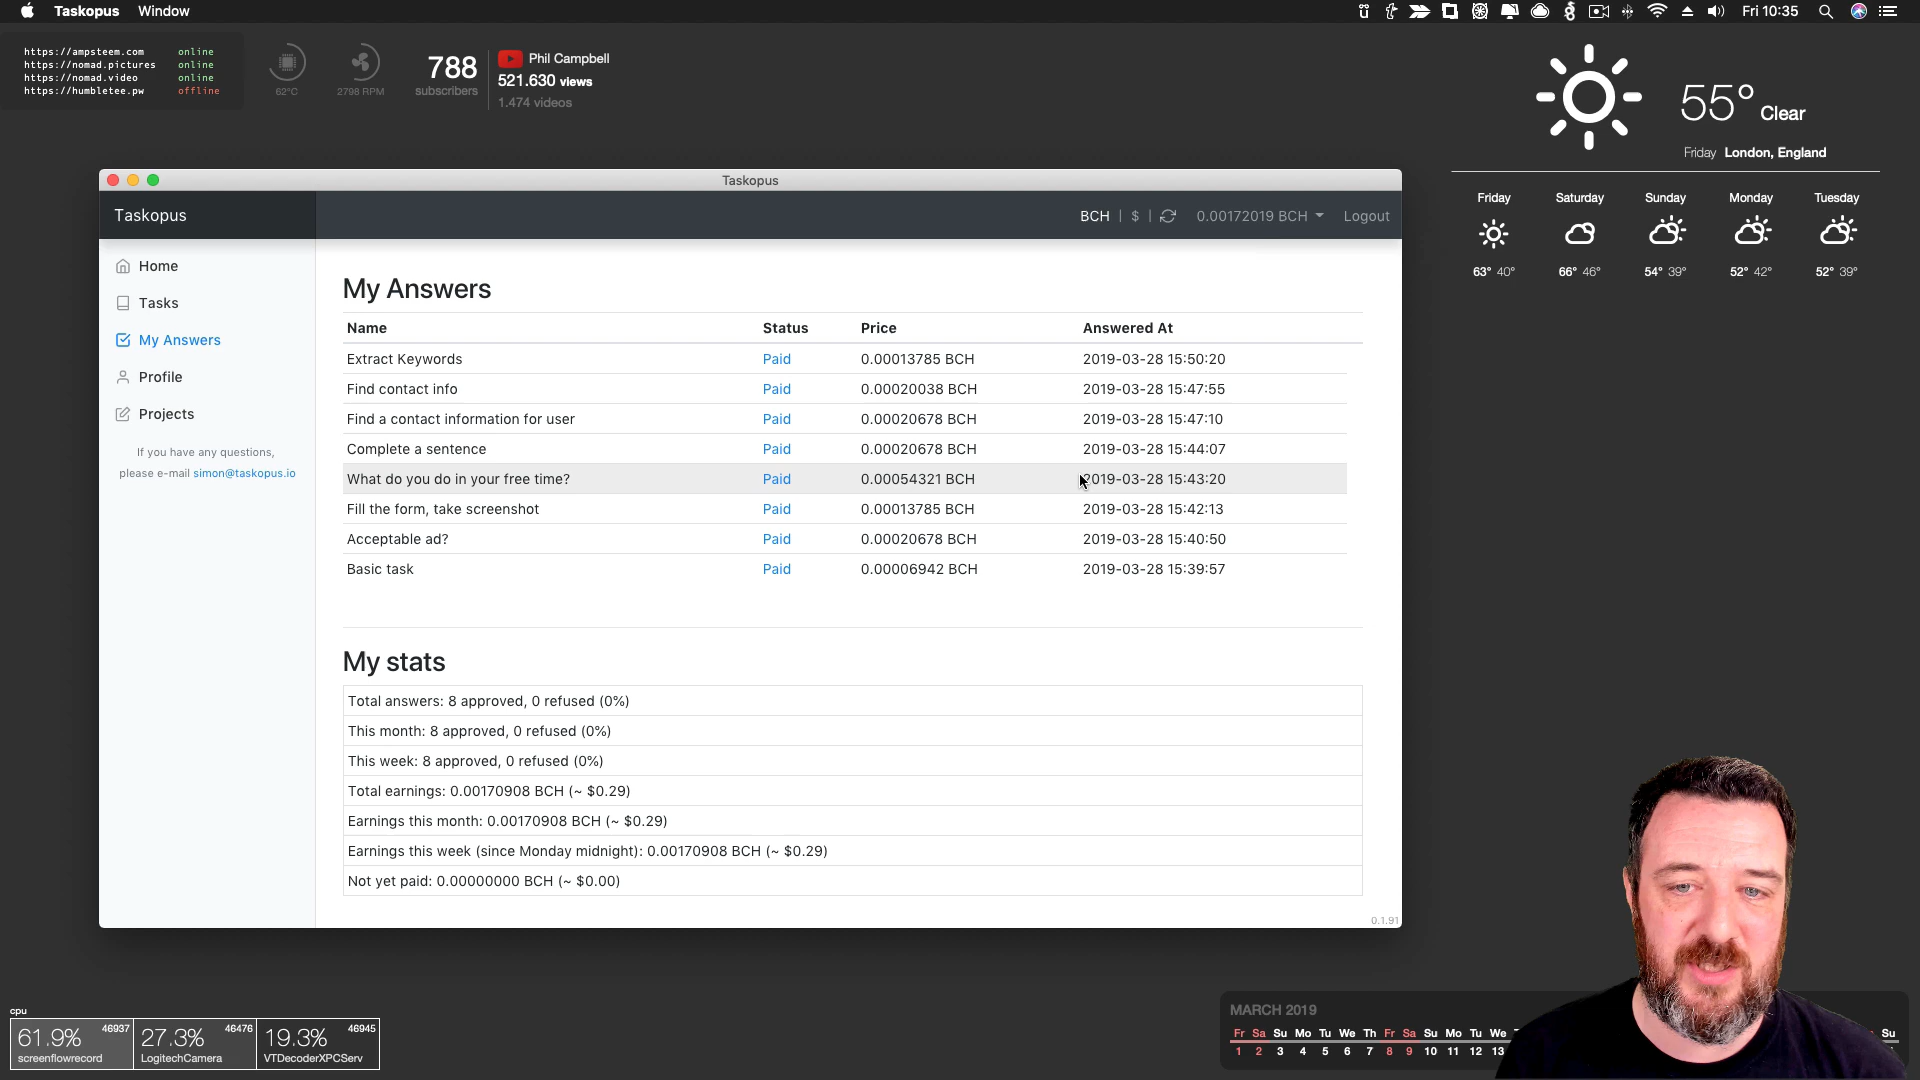 Taskopus Window
Fri 10:35
https://ampsteem.com online
https://nomad.pictures online
https://nomad.video online
https://humbletee.pw offline
62°C
2798 RPM
788
subscribers
Phil Campbell
521.630 views
1.474 videos
55° Clear
Friday London, England
Friday Saturday Sunday Monday Tuesday
63° 40° 66° 46° 54° 39° 52° 42° 52° 39°
Taskopus
Taskopus
BCH | $ | 0.00172019 BCH Logout
Home
Tasks
My Answers
Profile
Projects
If you have any questions,
please e-mail simon@taskopus.io
My Answers
Name Status Price Answered At
Extract Keywords Paid 0.00013785 BCH 2019-03-28 15:50:20
Find contact info Paid 0.00020038 BCH 2019-03-28 15:47:55
Find a contact information for user Paid 0.00020678 BCH 2019-03-28 15:47:10
Complete a sentence Paid 0.00020678 BCH 2019-03-28 15:44:07
What do you do in your free time? Paid 0.00054321 BCH 2019-03-28 15:43:20
Fill the form, take screenshot Paid 0.00013785 BCH 2019-03-28 15:42:13
Acceptable ad? Paid 0.00020678 BCH 2019-03-28 15:40:50
Basic task Paid 0.00006942 BCH 2019-03-28 15:39:57
My stats
Total answers: 8 approved, 0 refused (0%)
This month: 8 approved, 0 refused (0%)
This week: 8 approved, 0 refused (0%)
Total earnings: 0.00170908 BCH (~ $0.29)
Earnings this month: 0.00170908 BCH (~ $0.29)
Earnings this week (since Monday midnight): 0.00170908 BCH (~ $0.29)
Not yet paid: 0.00000000 BCH (~ $0.00)
0.1.91
cpu
61.9% 46937 27.3% 46476 19.3% 46945
screenflowrecord LogitechCamera VTDecoderXPCServ
MARCH 2019
Fr Sa Su Mo Tu We Th Fr Sa Su Mo Tu We Su
1 2 3 4 5 6 7 8 9 10 11 12 13